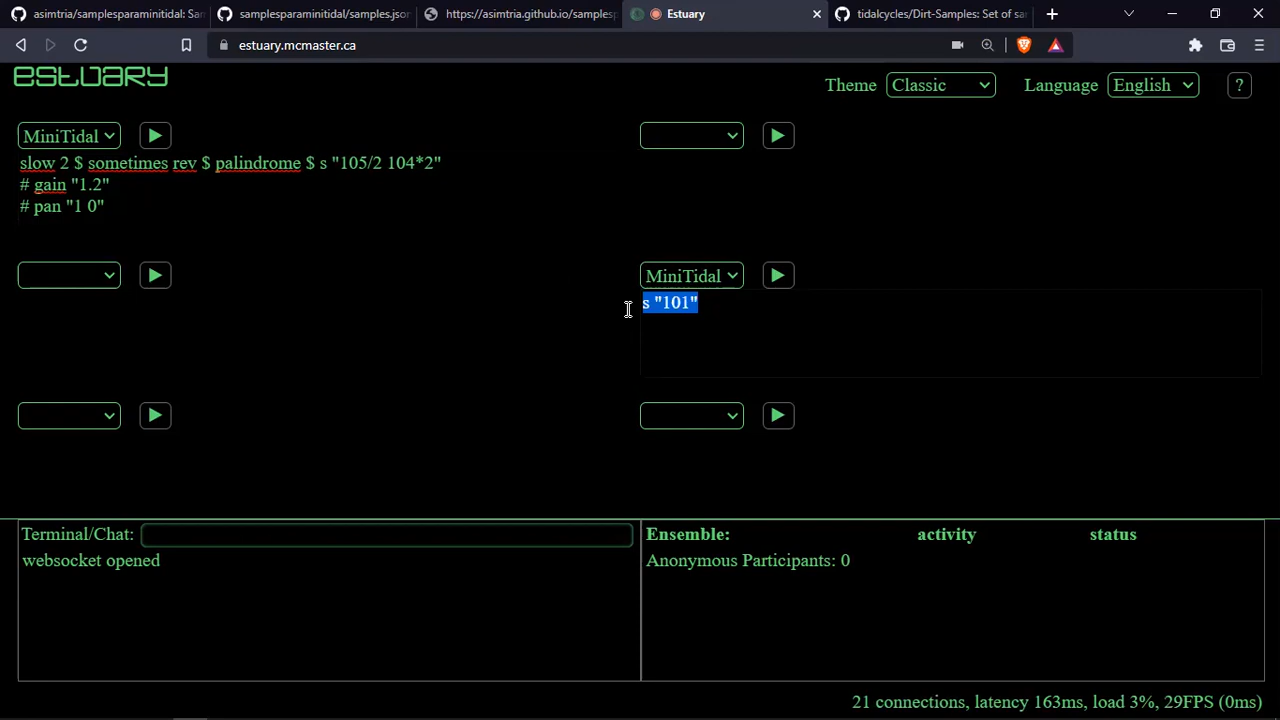 asimtria/samplesparaminitidal: Sam
samplesparaminitidal/samples.json
https://asimtria.github.io/samplesp
Estuary
tidalcycles/Dirt-Samples: Set of sam
estuary.mcmaster.ca
estuary
Theme Classic Language English ?
MiniTidal
slow 2 $ sometimes rev $ palindrome $ s "105/2 104*2"
# gain "1.2"
# pan "1 0"
MiniTidal
s "101"
Terminal/Chat:
websocket opened
Ensemble: activity status
Anonymous Participants: 0
21 connections, latency 163ms, load 3%, 29FPS (0ms)